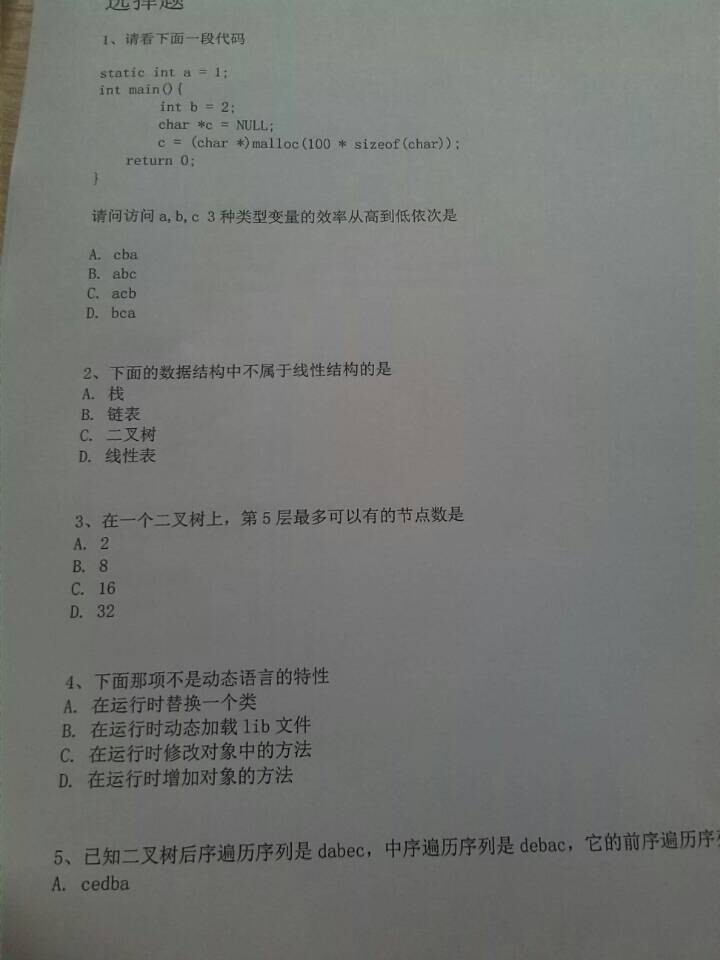 选择题
1、请看下面一段代码
static int a = 1;
int main(){
int b = 2;
char *c = NULL;
c = (char *)malloc(100 * sizeof(char));
return 0;
}
请问访问 a,b,c 3 种类型变量的效率从高到低依次是
A. cba
B. abc
C. acb
D. bca
2、下面的数据结构中不属于线性结构的是
A. 栈
B. 链表
C. 二叉树
D. 线性表
3、在一个二叉树上，第 5 层最多可以有的节点数是
A. 2
B. 8
C. 16
D. 32
4、下面那项不是动态语言的特性
A. 在运行时替换一个类
B. 在运行时动态加载 lib 文件
C. 在运行时修改对象中的方法
D. 在运行时增加对象的方法
5、已知二叉树后序遍历序列是 dabec，中序遍历序列是 debac，它的前序遍历序
A. cedba